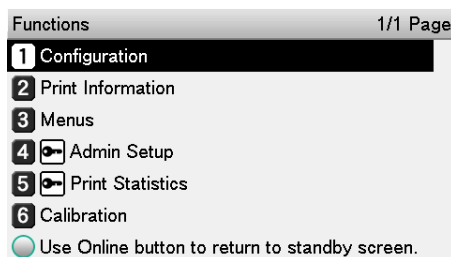 Functions 1/1 Page
1 Configuration
2 Print Information
3 Menus
4 Admin Setup
5 Print Statistics
6 Calibration
Use Online button to return to standby screen.